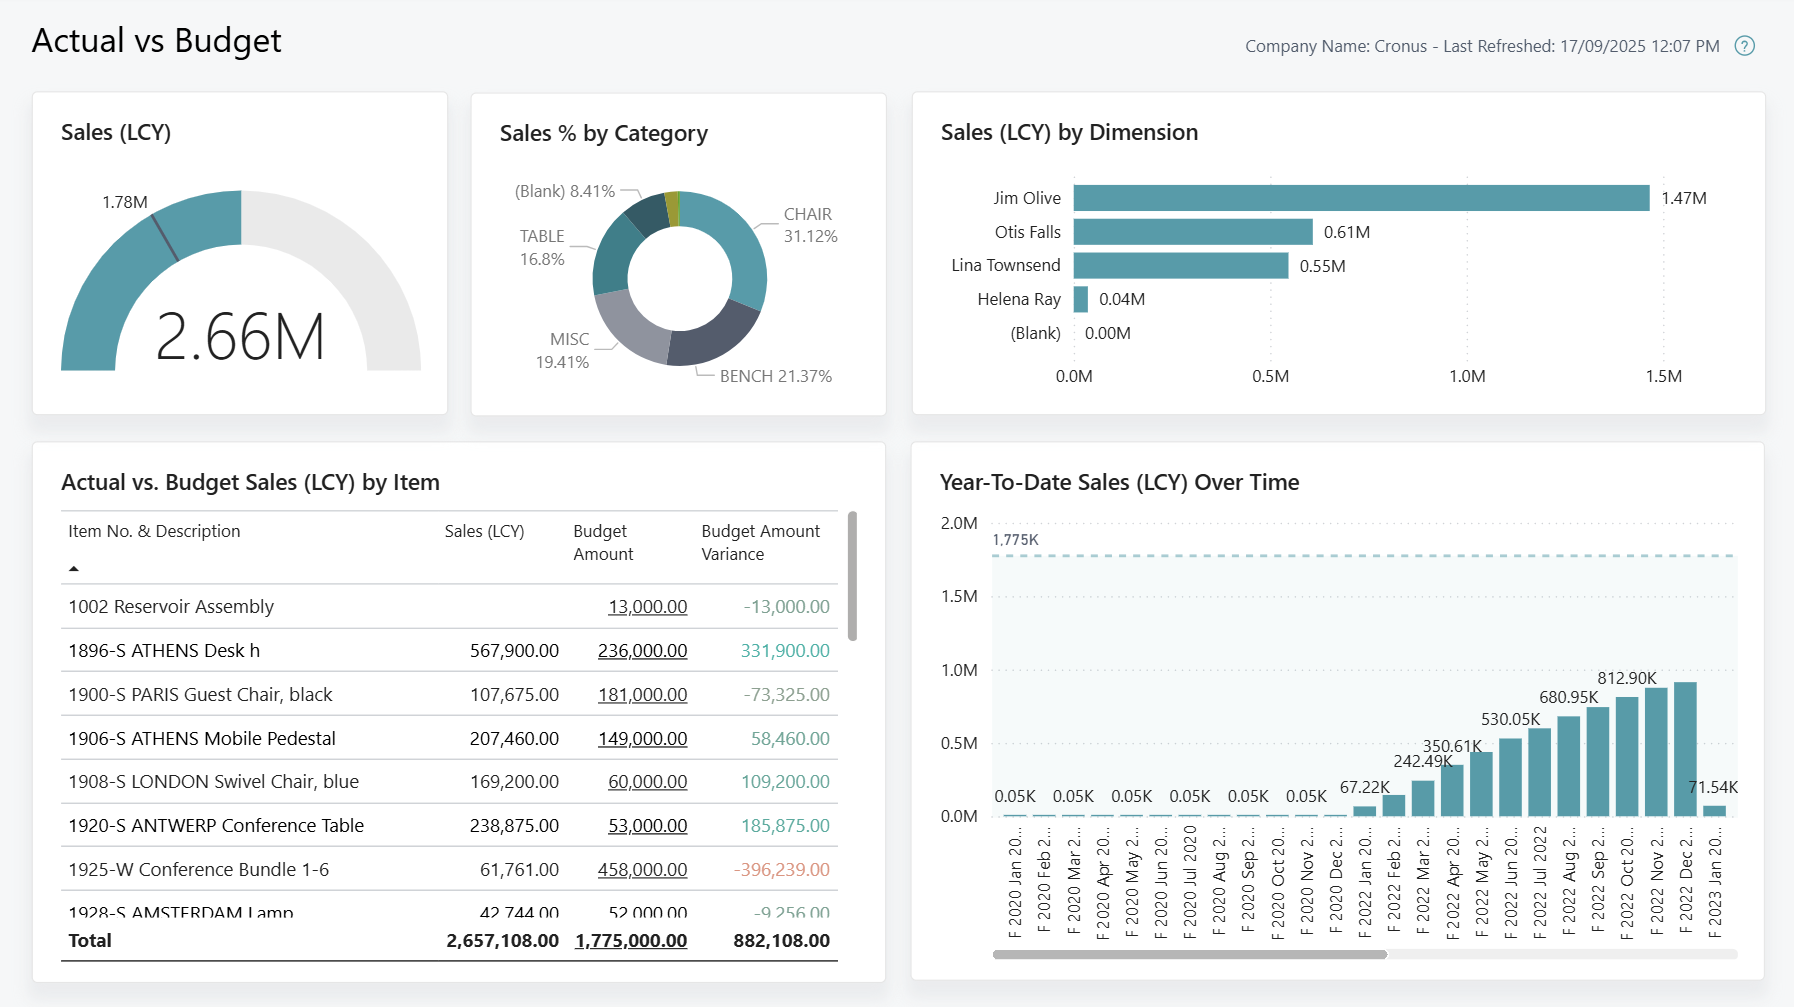 Actual vs Budget
Company Name: Cronus - Last Refreshed: 17/09/2025 12:07 PM ?
Sales (LCY)
1.78M
2.66M
Sales % by Category
(Blank) 8.41%
CHAIR
31.12%
TABLE
16.8%
MISC
19.41%
BENCH 21.37%
Sales (LCY) by Dimension
Jim Olive 1.47M
Otis Falls 0.61M
Lina Townsend 0.55M
Helena Ray 0.04M
(Blank) 0.00M
0.0M 0.5M 1.0M 1.5M
Actual vs. Budget Sales (LCY) by Item
Item No. & Description Sales (LCY) Budget Amount Budget Amount Variance
1002 Reservoir Assembly 13,000.00 -13,000.00
1896-S ATHENS Desk h 567,900.00 236,000.00 331,900.00
1900-S PARIS Guest Chair, black 107,675.00 181,000.00 -73,325.00
1906-S ATHENS Mobile Pedestal 207,460.00 149,000.00 58,460.00
1908-S LONDON Swivel Chair, blue 169,200.00 60,000.00 109,200.00
1920-S ANTWERP Conference Table 238,875.00 53,000.00 185,875.00
1925-W Conference Bundle 1-6 61,761.00 458,000.00 -396,239.00
1928-S AMSTERDAM Lamp 42,744.00 52,000.00 -9,256.00
Total 2,657,108.00 1,775,000.00 882,108.00
Year-To-Date Sales (LCY) Over Time
2.0M
1,775K
1.5M
1.0M
0.5M
0.0M
0.05K 0.05K 0.05K 0.05K 0.05K 0.05K 67.22K 242.49K 350.61K 530.05K 680.95K 812.90K 71.54K
F 2020 Jan 20...
F 2020 Feb 2...
F 2020 Mar 2...
F 2020 Apr 20...
F 2020 May 2...
F 2020 Jun 20...
F 2020 Jul 2020
F 2020 Aug 2...
F 2020 Sep 2...
F 2020 Oct 20...
F 2020 Nov 2...
F 2020 Dec 2...
F 2022 Jan 20...
F 2022 Feb 2...
F 2022 Mar 2...
F 2022 Apr 20...
F 2022 May 2...
F 2022 Jun 20...
F 2022 Jul 2022
F 2022 Aug 2...
F 2022 Sep 2...
F 2022 Oct 20...
F 2022 Nov 2...
F 2022 Dec 2...
F 2023 Jan 20...